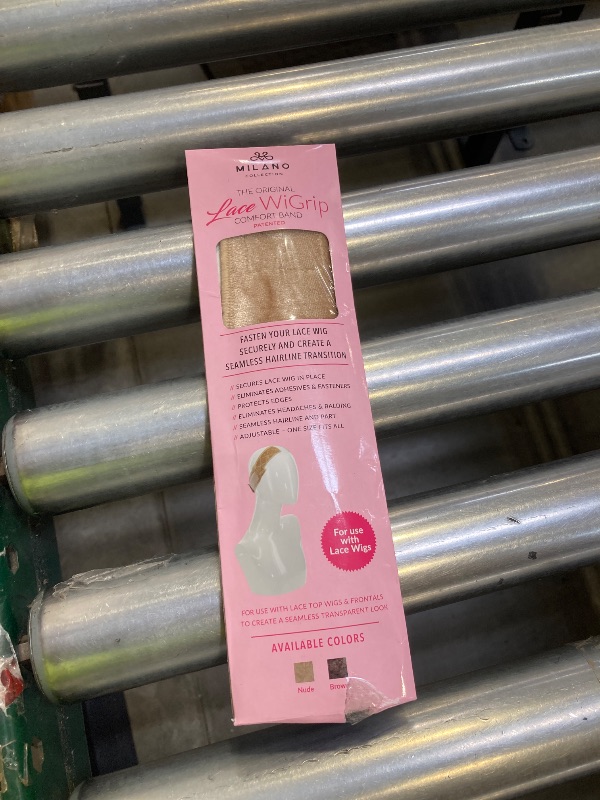 MILANO
COLLECTION
THE ORIGINAL
Lace WiGrip
COMFORT BAND
PATENTED
FASTEN YOUR LACE WIG
SECURELY AND CREATE A
SEAMLESS HAIRLINE TRANSITION
// SECURES LACE WIG IN PLACE
// ELIMINATES ADHESIVES & FASTENERS
// PROTECTS EDGES
// ELIMINATES HEADACHES & BALDING
// SEAMLESS HAIRLINE AND PART
// ADJUSTABLE - ONE SIZE FITS ALL
For use
with
Lace Wigs
FOR USE WITH LACE TOP WIGS & FRONTALS
TO CREATE A SEAMLESS TRANSPARENT LOOK
AVAILABLE COLORS
Nude Brown